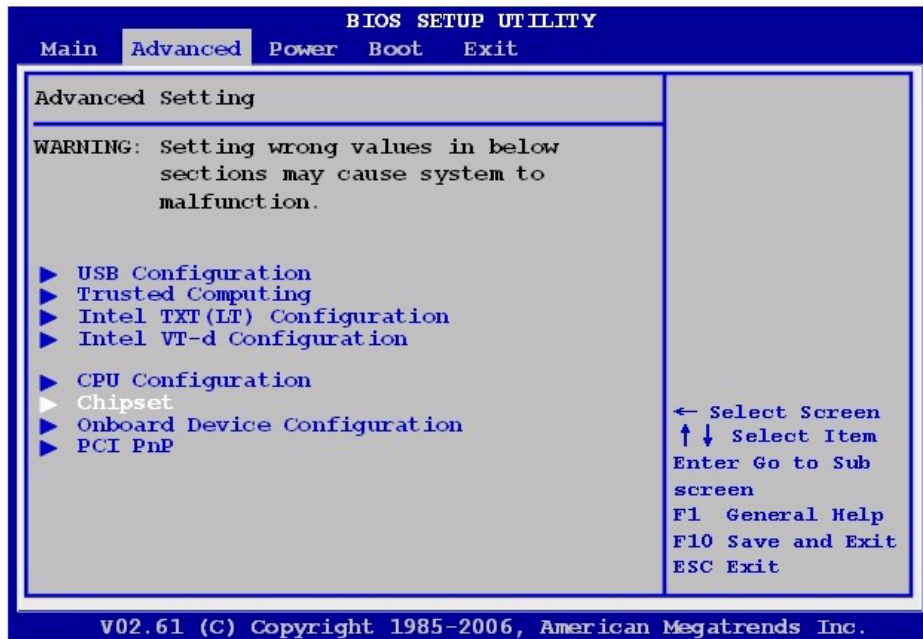 BIOS SETUP UTILITY
Main Advanced Power Boot Exit
Advanced Setting
WARNING: Setting wrong values in below
sections may cause system to
malfunction.
▶ USB Configuration
▶ Trusted Computing
▶ Intel TXT(LT) Configuration
▶ Intel VT-d Configuration
▶ CPU Configuration
▶ Chipset
▶ Onboard Device Configuration
▶ PCI PnP
← Select Screen
↑↓ Select Item
Enter Go to Sub
screen
F1 General Help
F10 Save and Exit
ESC Exit
V02.61 (C) Copyright 1985-2006, American Megatrends Inc.